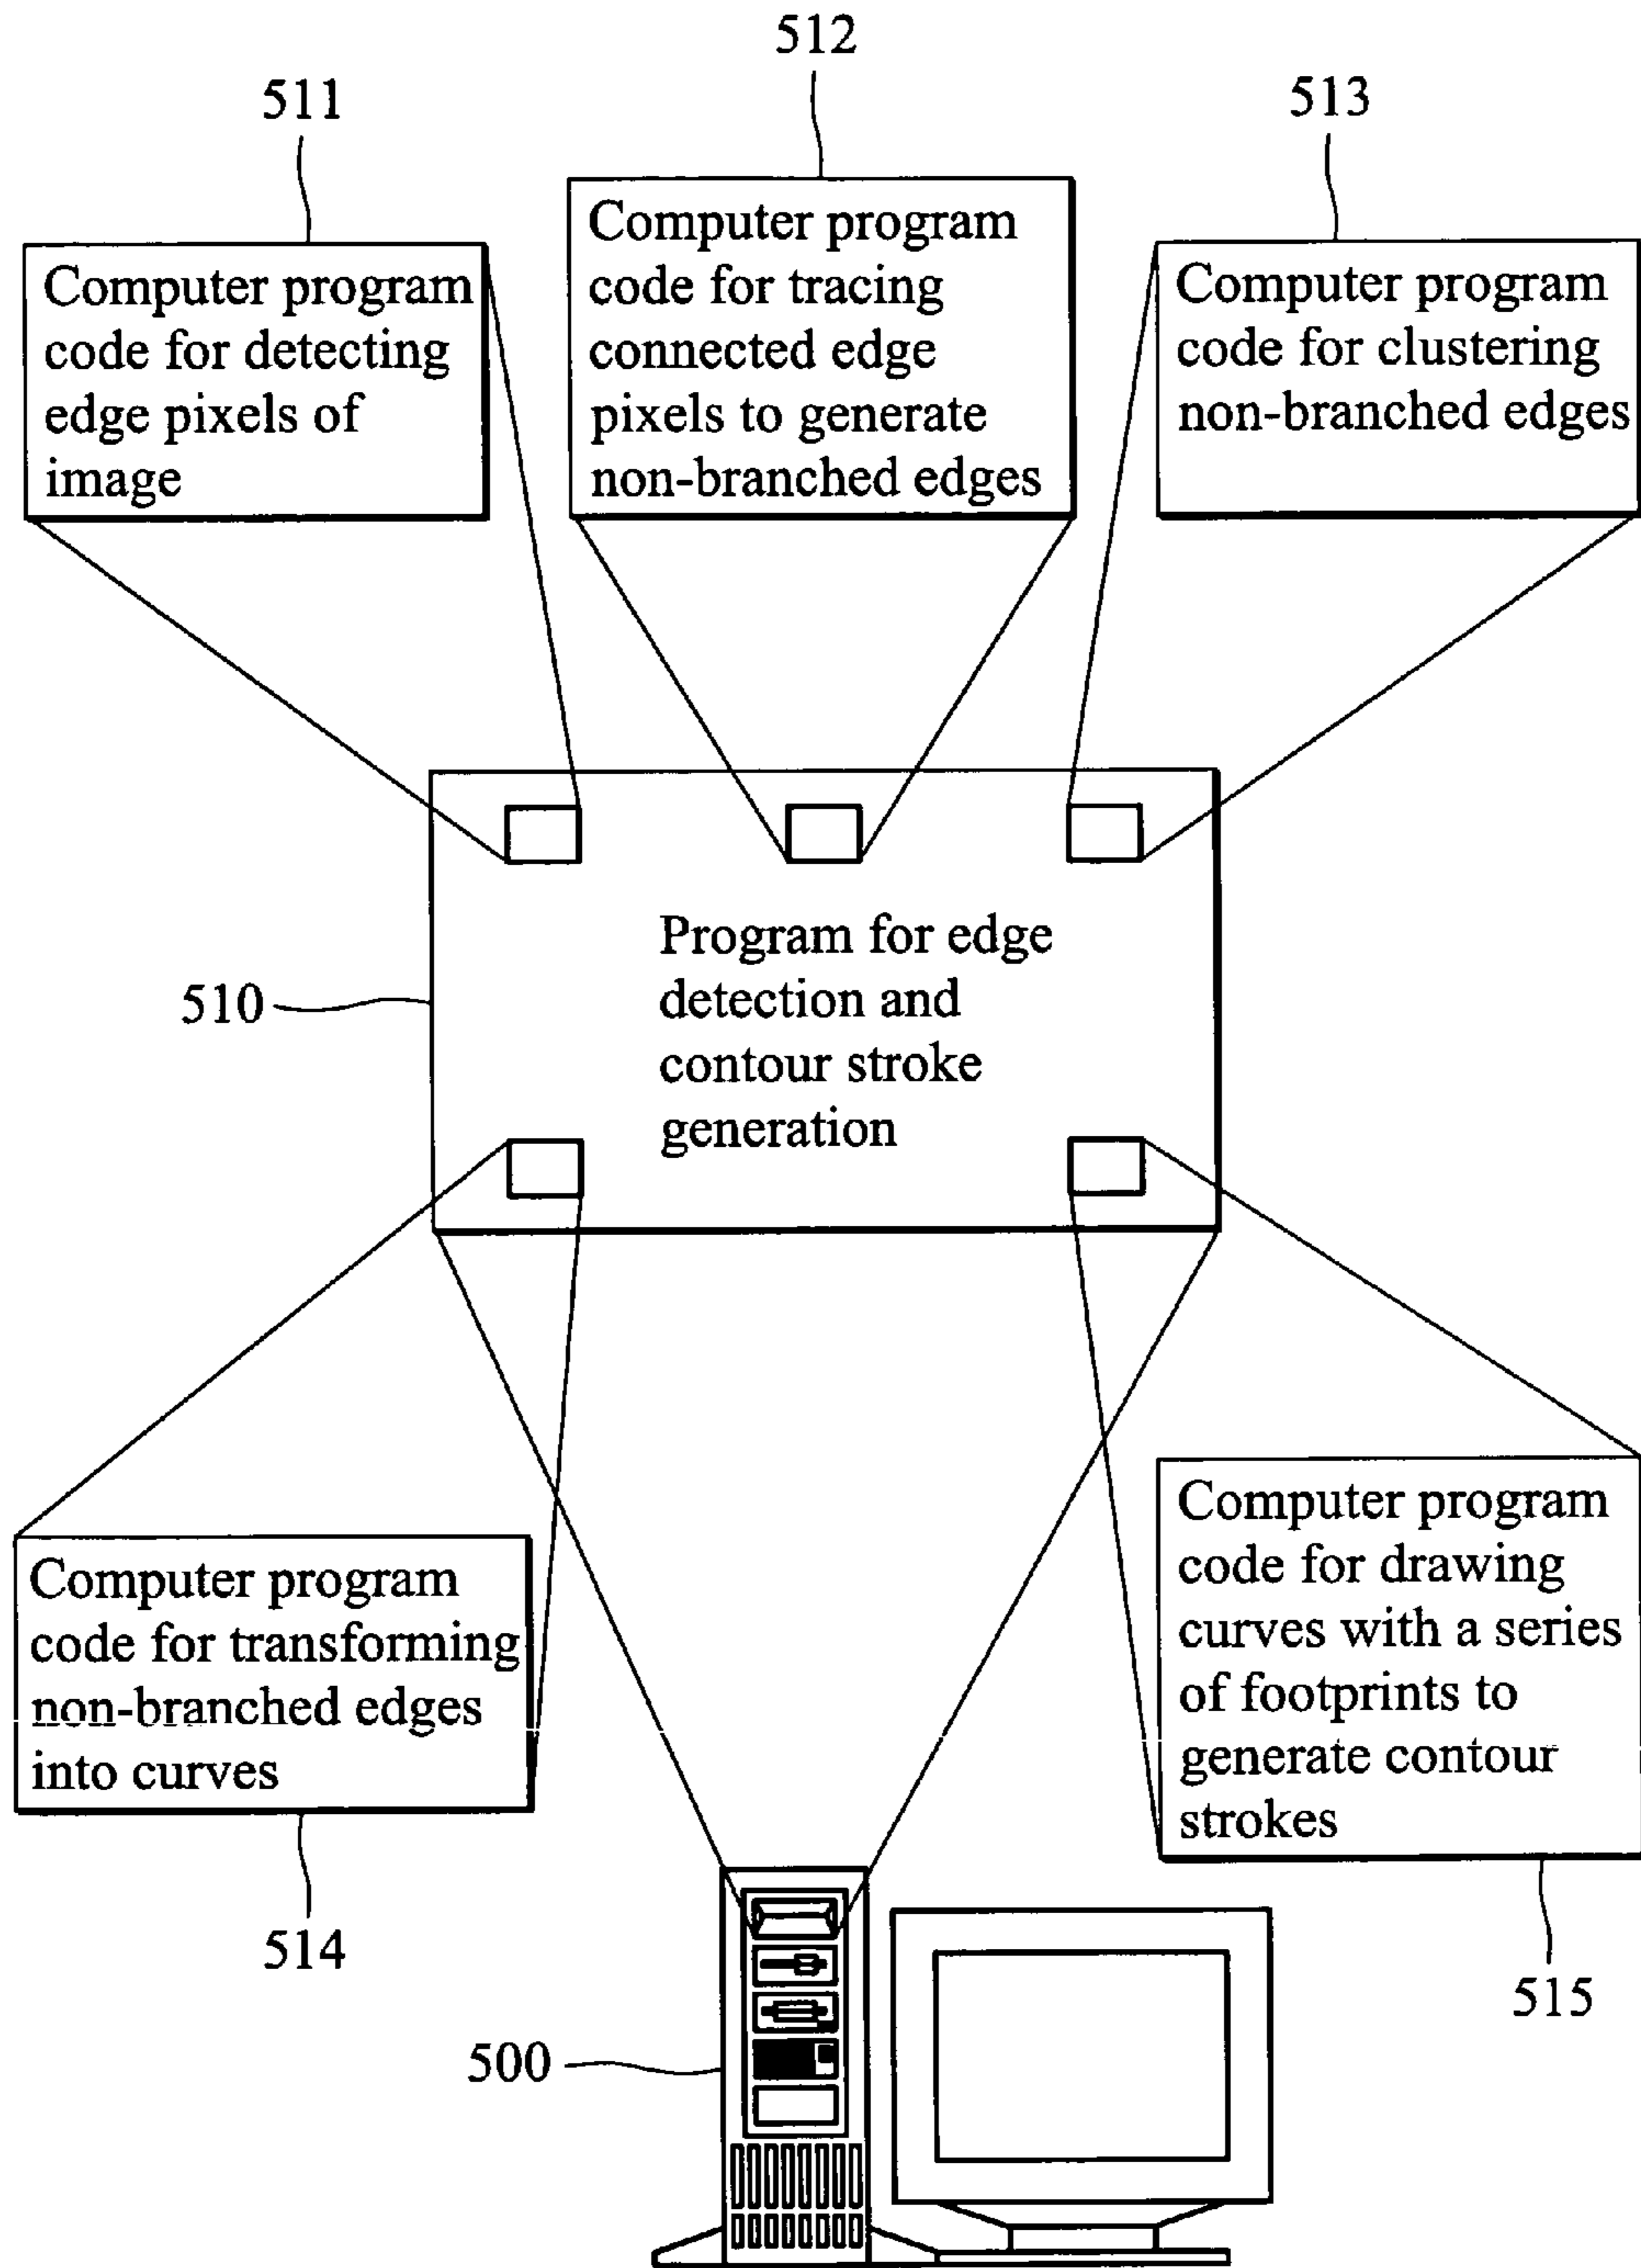 512
511
513
Computer program
code for detecting
edge pixels of
image
Computer program
code for tracing
connected edge
pixels to generate
non-branched edges
Computer program
code for clustering
non-branched edges
510
Program for edge
detection and
contour stroke
generation
Computer program
code for transforming
non-branched edges
into curves
514
Computer program
code for drawing
curves with a series
of footprints to
generate contour
strokes
515
500